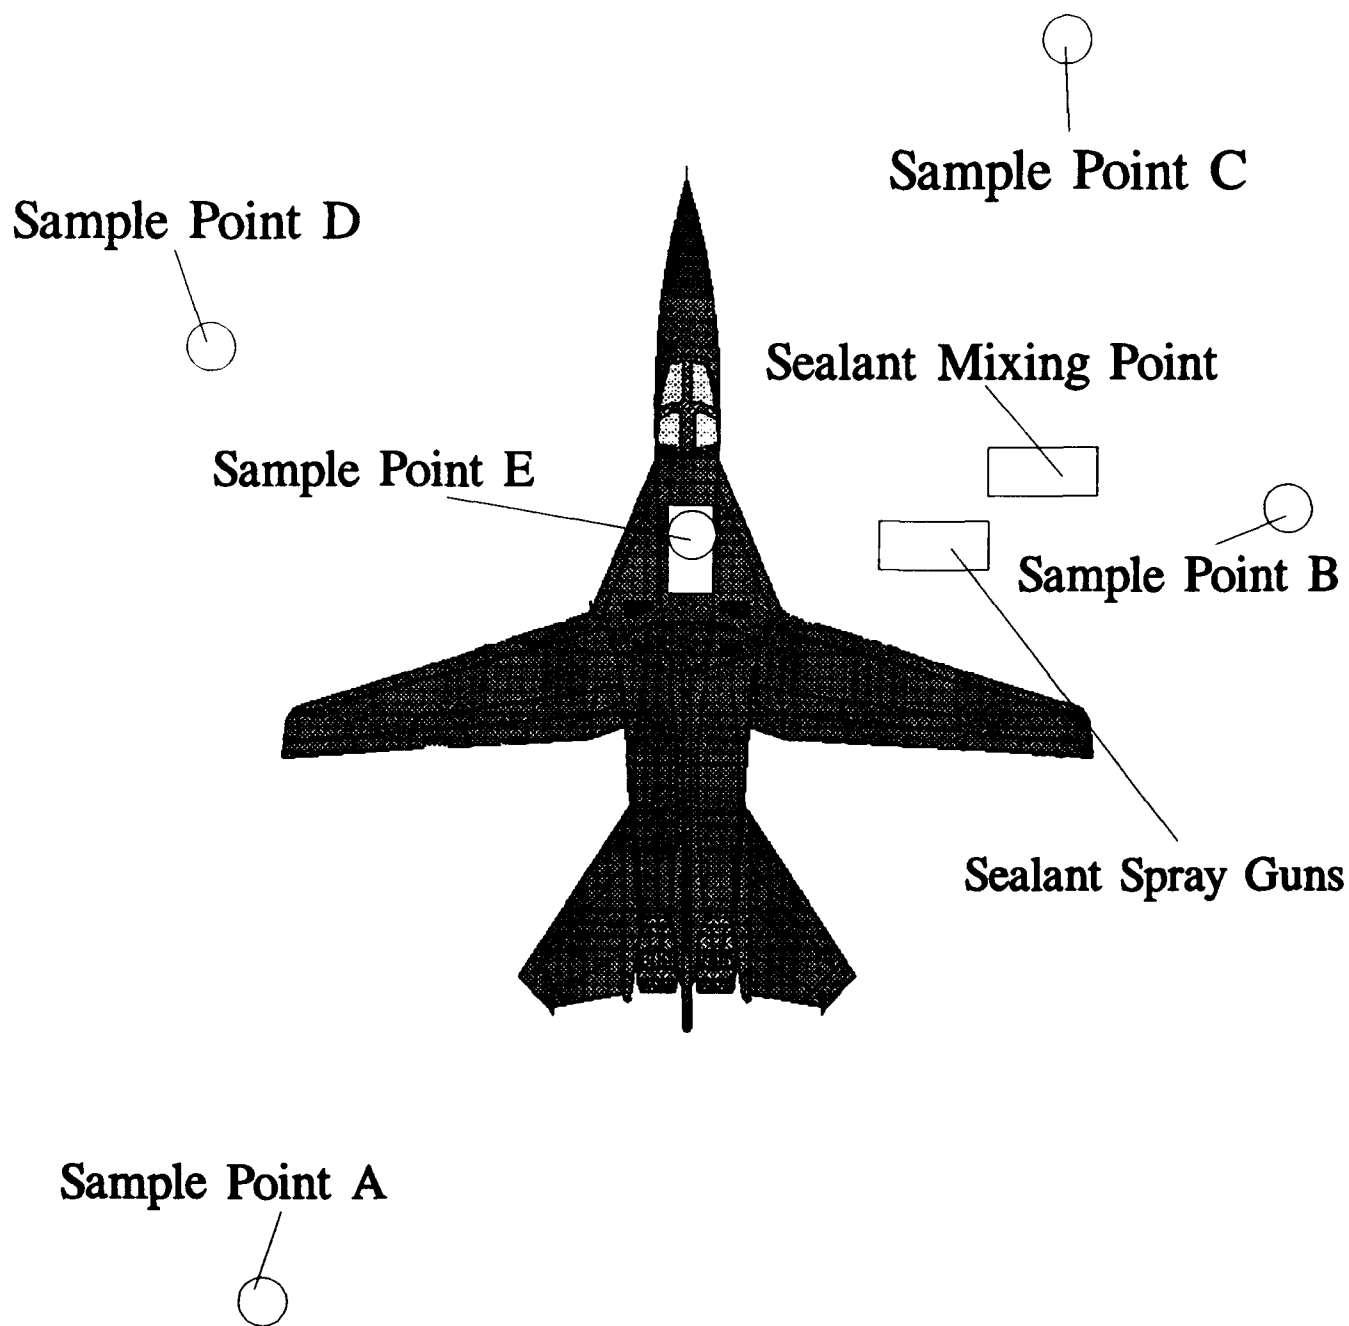 Sample Point C
Sample Point D
Sealant Mixing Point
Sample Point E
Sample Point B
Sealant Spray Guns
Sample Point A